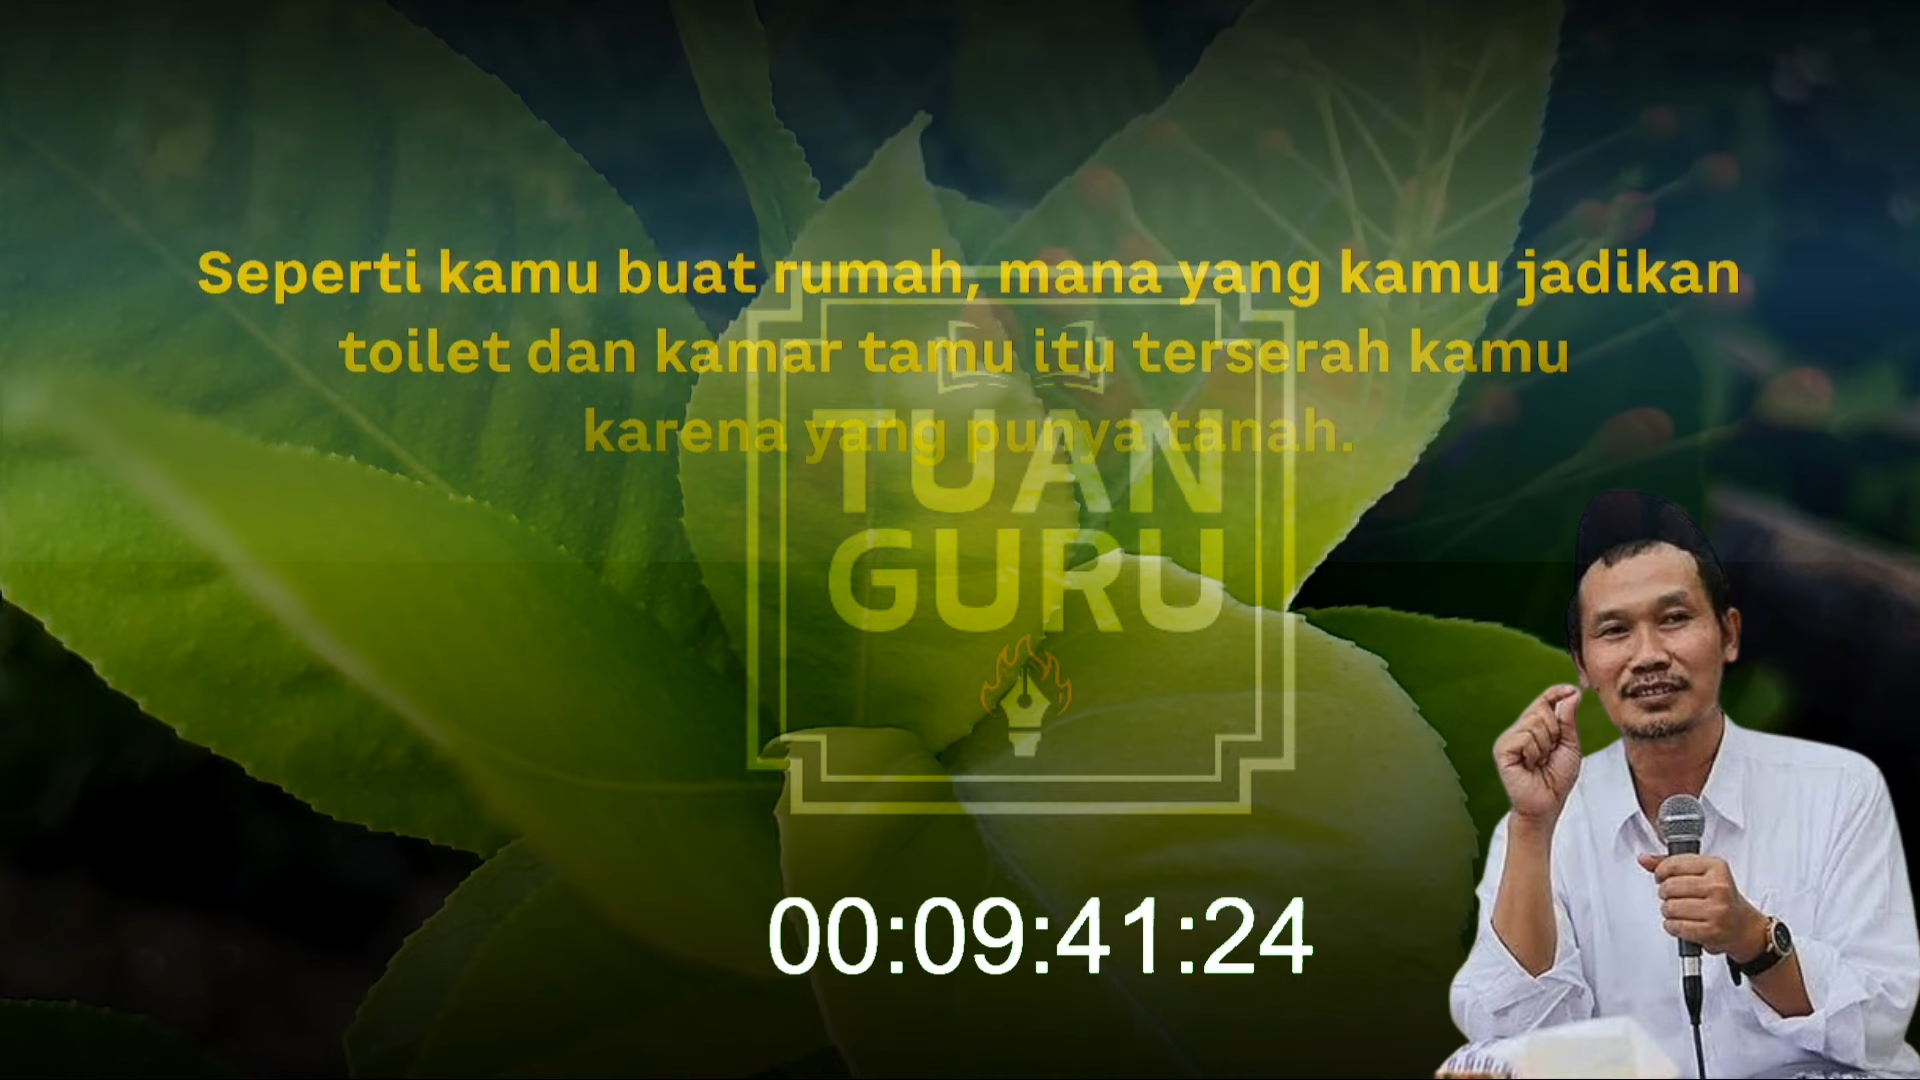 Seperti kamu buat rumah, mana yang kamu jadikan
toilet dan kamar tamu itu terserah kamu
karena yang punya tanah.
TUAN
GURU
00:09:41:24